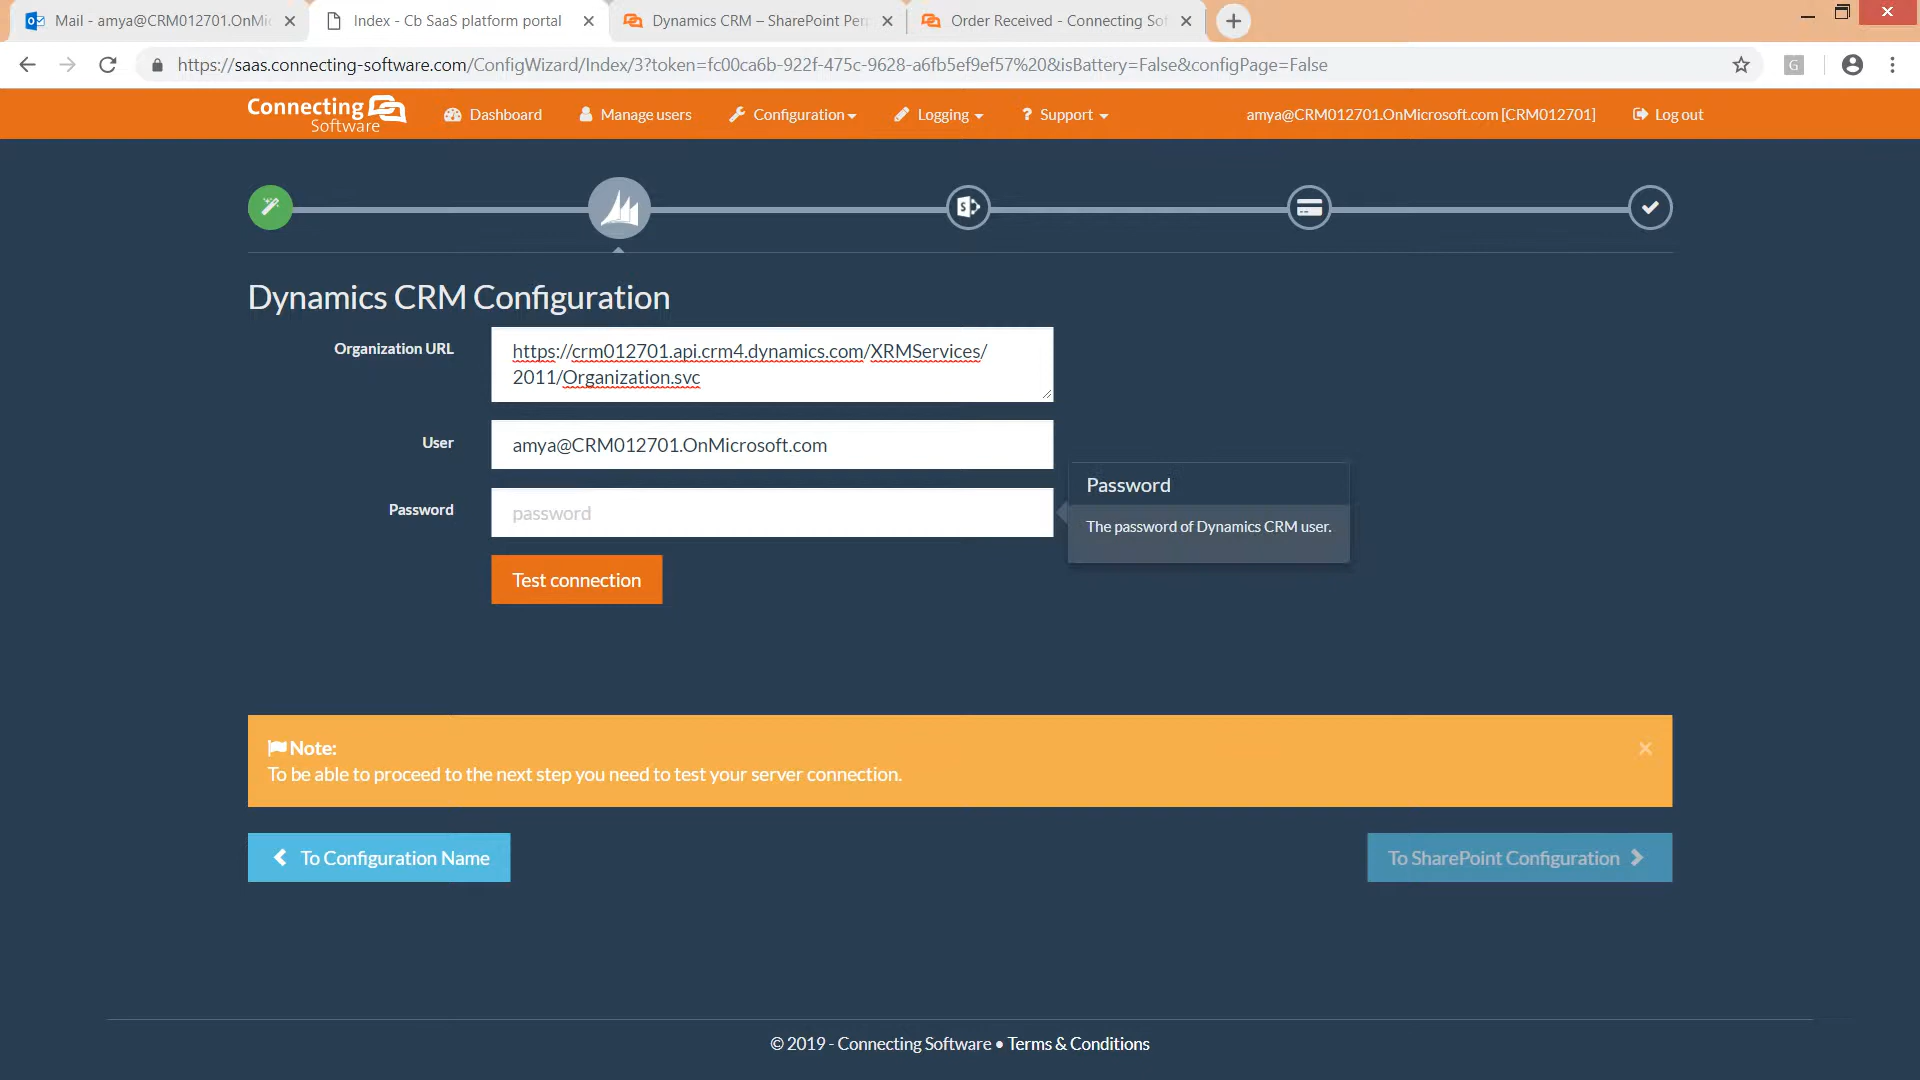 Mail - amya@CRM012701.OnMic
Index - Cb SaaS platform portal
Dynamics CRM – SharePoint Per
Order Received - Connecting Sof
https://saas.connecting-software.com/ConfigWizard/Index/3?token=fc00ca6b-922f-475c-9628-a6fb5ef9ef57%20&isBattery=False&configPage=False
G
Connecting
Software
Dashboard
Manage users
Configuration
Logging
? Support
amya@CRM012701.OnMicrosoft.com [CRM012701]
Log out
Dynamics CRM Configuration
Organization URL
https://crm012701.api.crm4.dynamics.com/XRMServices/
2011/Organization.svc
User
amya@CRM012701.OnMicrosoft.com
Password
password
Password
The password of Dynamics CRM user.
Test connection
Note:
To be able to proceed to the next step you need to test your server connection.
To Configuration Name
To SharePoint Configuration
© 2019 - Connecting Software • Terms & Conditions